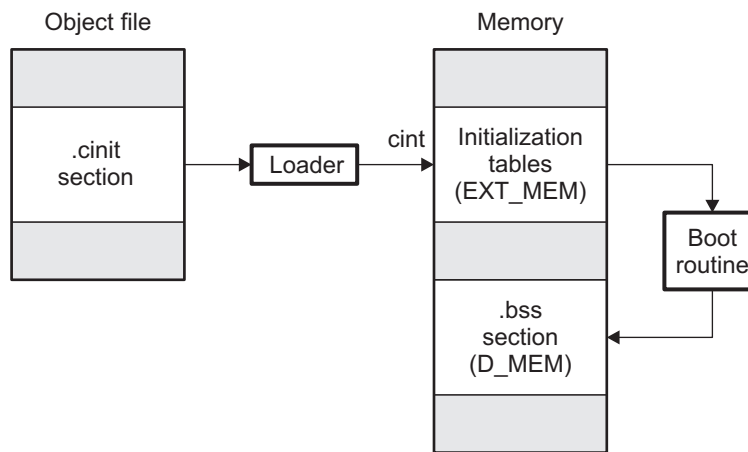 Object file
Memory
.cinit
section
Loader
cint
Initialization
tables
(EXT_MEM)
Boot
routine
.bss
section
(D_MEM)